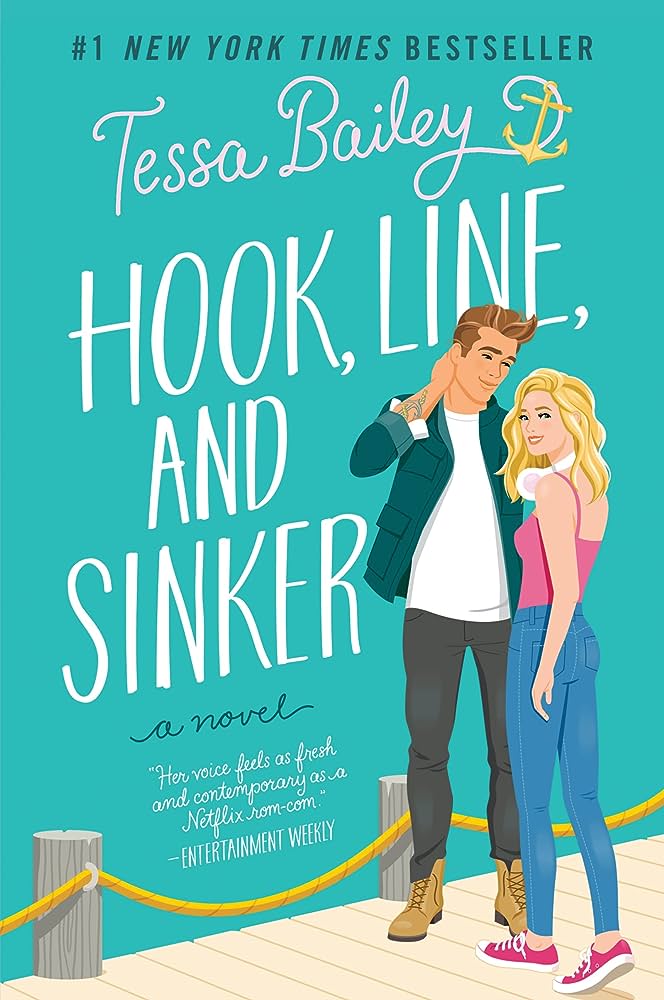 #1 NEW YORK TIMES BESTSELLER
Tessa Bailey
HOOK, LINE,
AND
SINKER
a novel
"Her voice feels as fresh
and contemporary as a
Netflix rom-com."
—ENTERTAINMENT WEEKLY